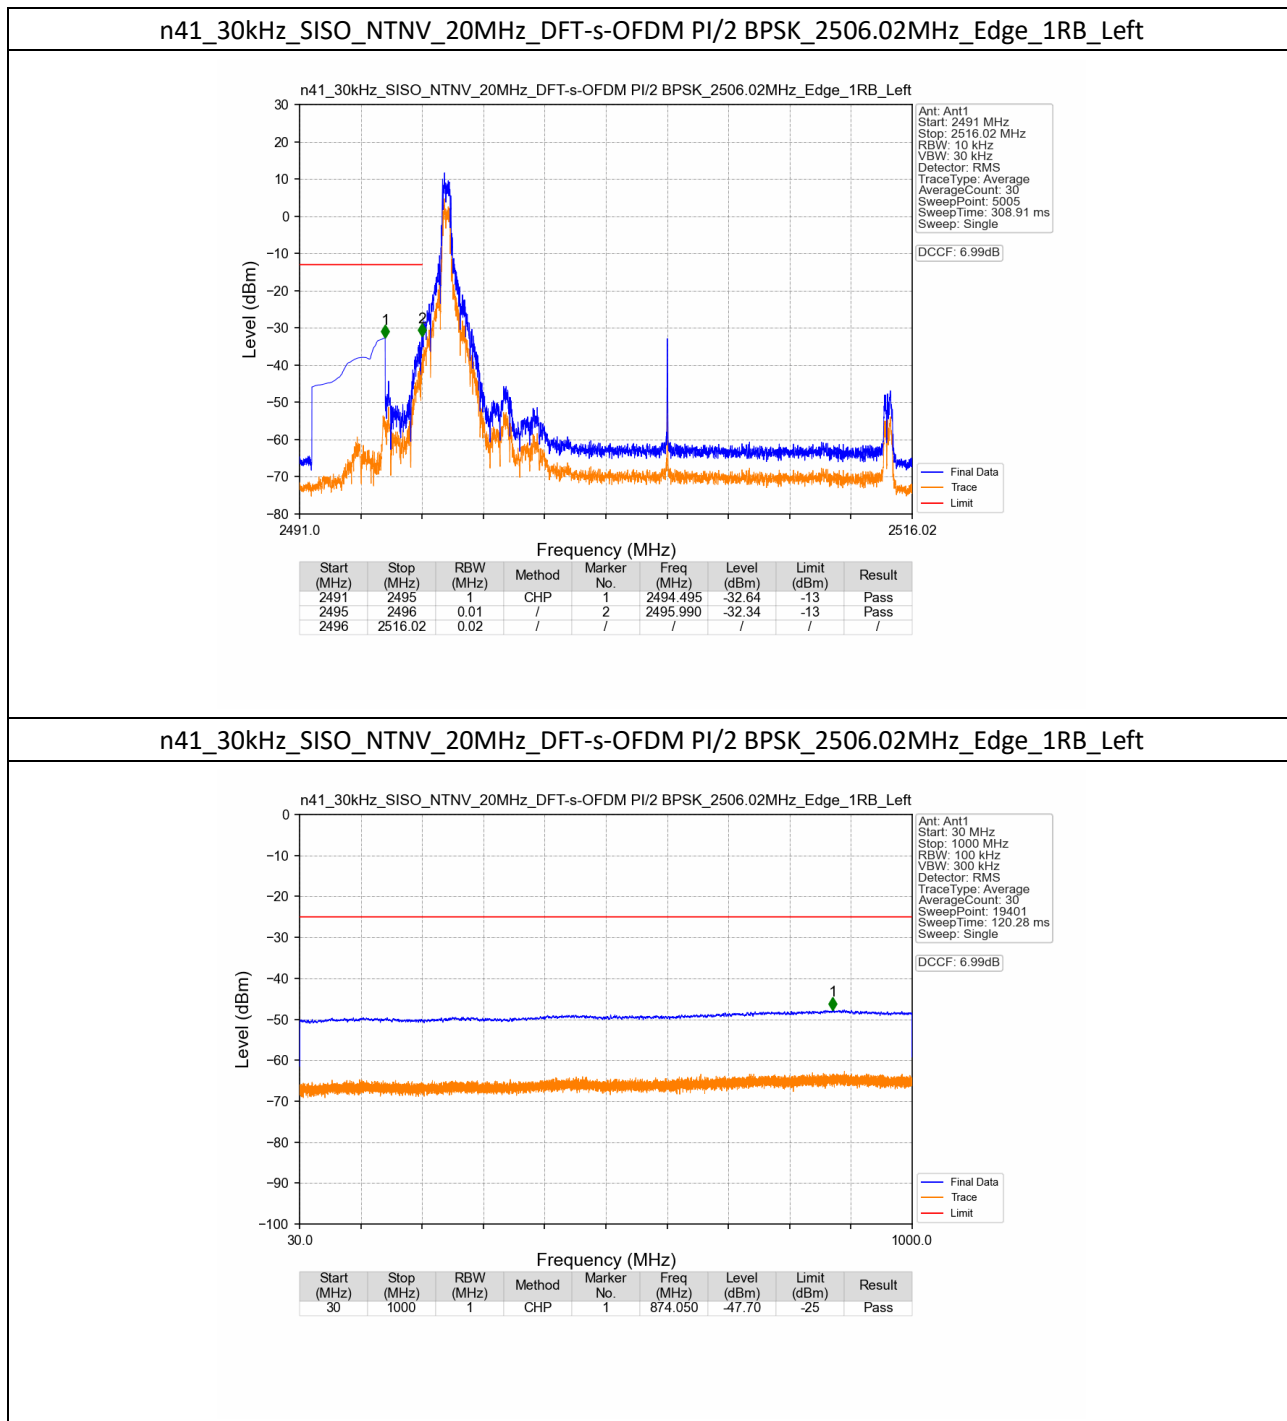 n41_30kHz_SISO_NTNV_20MHz_DFT-s-OFDM PI/2 BPSK_2506.02MHz_Edge_1RB_Left
n41_30kHz_SISO_NTNV_20MHz_DFT-s-OFDM PI/2 BPSK_2506.02MHz_Edge_1RB_Left
30
20
10
0
−10
−20
−30
−40
−50
−60
−70
−80
Level (dBm)
1
2
2491.0
2516.02
Frequency (MHz)
Ant: Ant1
Start: 2491 MHz
Stop: 2516.02 MHz
RBW: 10 kHz
VBW: 30 kHz
Detector: RMS
TraceType: Average
AverageCount: 30
SweepPoint: 5005
SweepTime: 308.91 ms
Sweep: Single
DCCF: 6.99dB
Final Data
Trace
Limit
Start (MHz) Stop (MHz) RBW (MHz) Method Marker No. Freq (MHz) Level (dBm) Limit (dBm) Result
2491 2495 1 CHP 1 2494.495 -32.64 -13 Pass
2495 2496 0.01 / 2 2495.990 -32.34 -13 Pass
2496 2516.02 0.02 / / / / / /
n41_30kHz_SISO_NTNV_20MHz_DFT-s-OFDM PI/2 BPSK_2506.02MHz_Edge_1RB_Left
n41_30kHz_SISO_NTNV_20MHz_DFT-s-OFDM PI/2 BPSK_2506.02MHz_Edge_1RB_Left
0
−10
−20
−30
−40
−50
−60
−70
−80
−90
−100
Level (dBm)
1
30.0
1000.0
Frequency (MHz)
Ant: Ant1
Start: 30 MHz
Stop: 1000 MHz
RBW: 100 kHz
VBW: 300 kHz
Detector: RMS
TraceType: Average
AverageCount: 30
SweepPoint: 19401
SweepTime: 120.28 ms
Sweep: Single
DCCF: 6.99dB
Final Data
Trace
Limit
Start (MHz) Stop (MHz) RBW (MHz) Method Marker No. Freq (MHz) Level (dBm) Limit (dBm) Result
30 1000 1 CHP 1 874.050 -47.70 -25 Pass